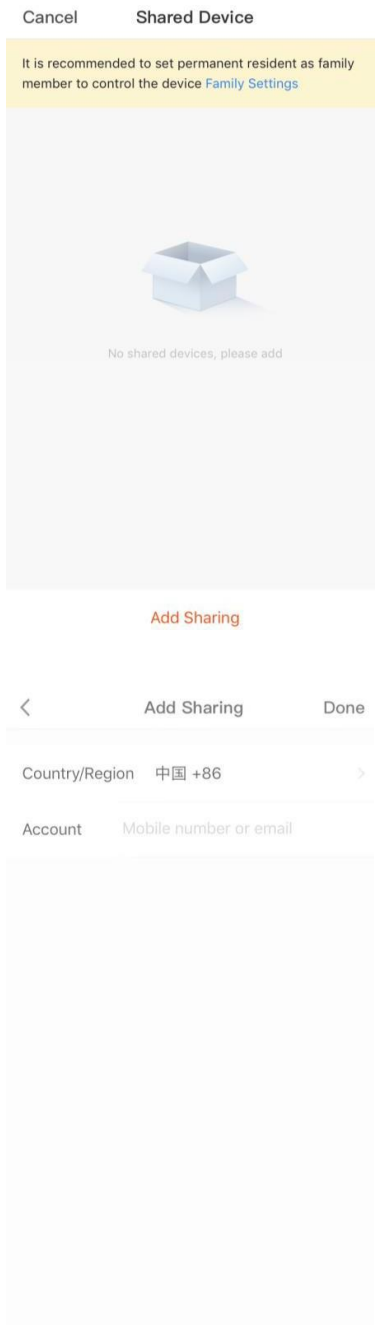 Cancel Shared Device
It is recommended to set permanent resident as family
member to control the device Family Settings
No shared devices, please add
Add Sharing
Add Sharing Done
Country/Region 中国 +86
Account Mobile number or email